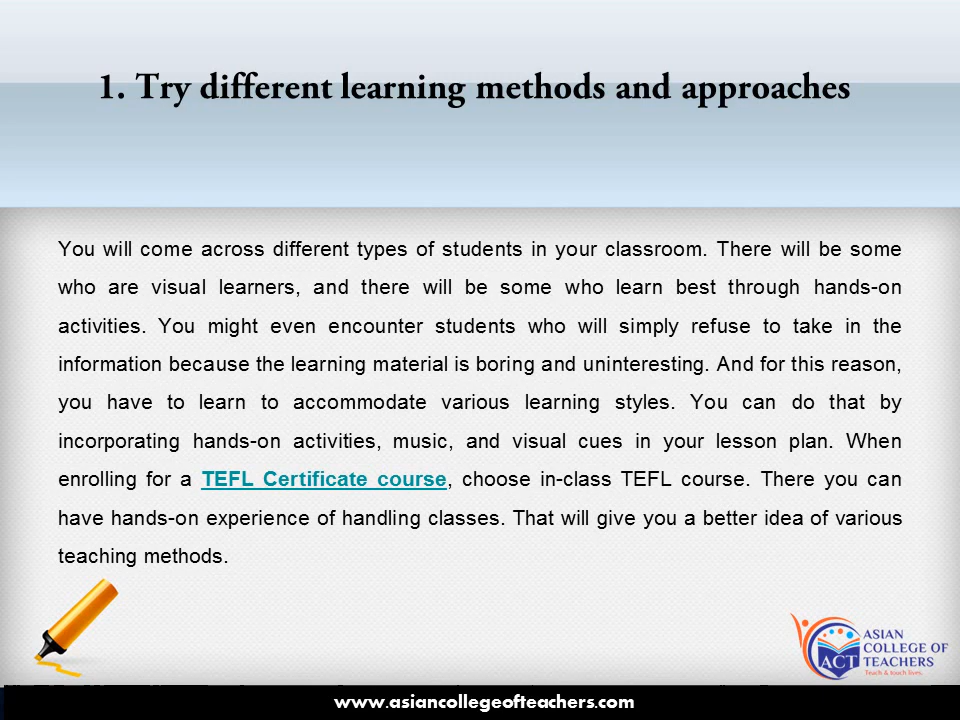 1. Try different learning methods and approaches
You will come across different types of students in your classroom. There will be some
who are visual learners, and there will be some who learn best through hands-on
activities. You might even encounter students who will simply refuse to take in the
information because the learning material is boring and uninteresting. And for this reason,
you have to learn to accommodate various learning styles. You can do that by
incorporating hands-on activities, music, and visual cues in your lesson plan. When
enrolling for a TEFL Certificate course, choose in-class TEFL course. There you can
have hands-on experience of handling classes. That will give you a better idea of various
teaching methods.
ACT
ASIAN
COLLEGE OF
TEACHERS
Teach & touch lives
www.asiancollegeofteachers.com